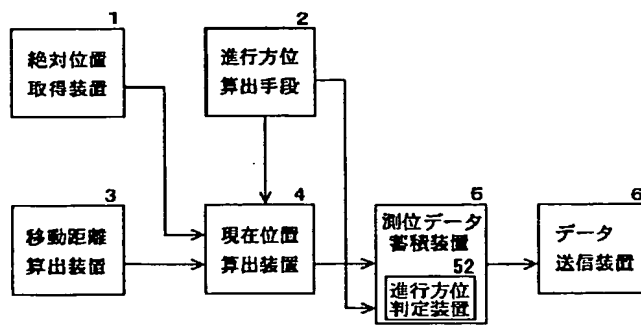 1
絶対位置
取得装置
2
進行方位
算出手段
3
移動距離
算出装置
4
現在位置
算出装置
5
測位データ
蓄積装置
52
進行方位
判定装置
6
データ
送信装置